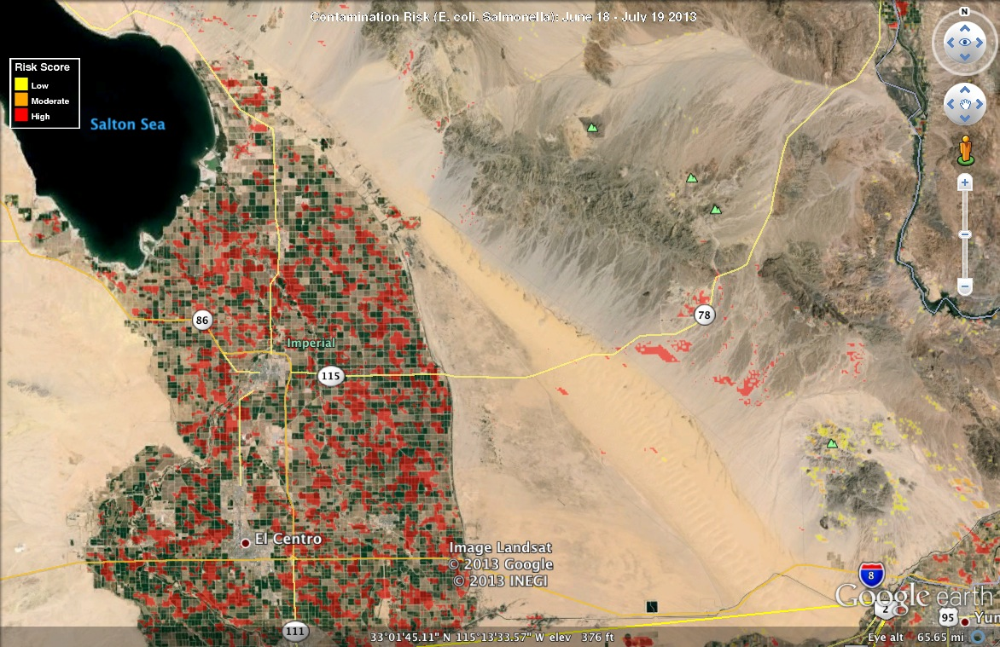 Contamination Risk (E. coli. Salmonella): June 18 - July 19 2013
N
Risk Score
Low
Moderate
High
Salton Sea
78
86
Imperial
115
El Centro
Image Landsat
© 2013 Google
© 2013 INEGI
8
Google earth
2
95
Yum
111
33°01'45.11" N 115°13'33.57" W elev 376 ft
Eye alt 65.65 mi